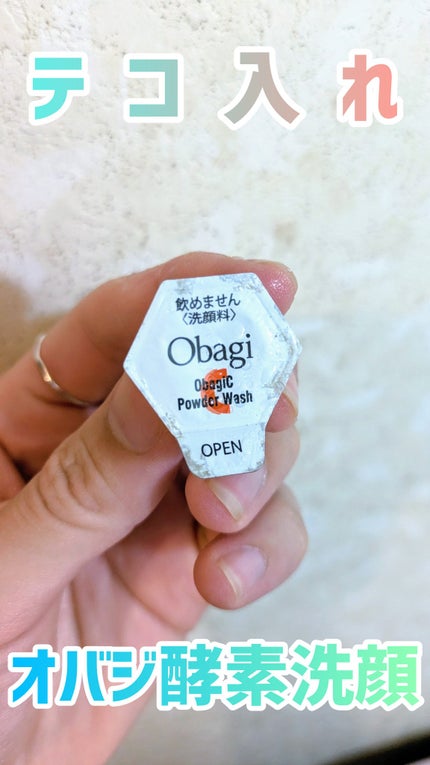 テコ入れ
飲めません
〈洗顔料〉
Obagi
ObagiC
Powder Wash
OPEN
オバジ酵素洗顔